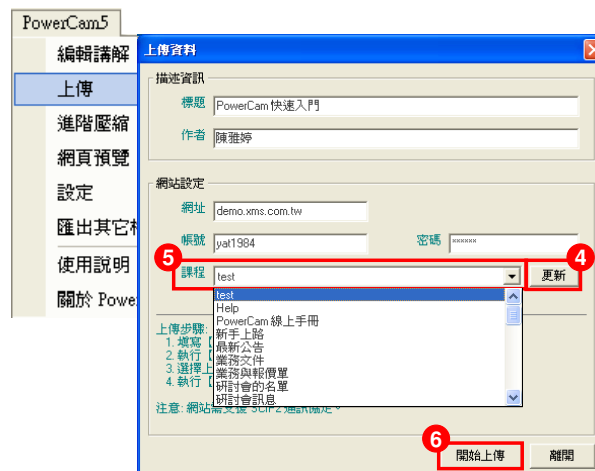 PowerCam5
編輯講解
上傳
進階壓縮
網頁預覽
設定
匯出其它
使用說明
關於 Power
上傳資料
描述資訊
標題 PowerCam 快速入門
作者 陳雅婷
網站設定
網址 demo.xms.com.tw
帳號 yat1984 密碼 ******
5 課程 test 4 更新
test
Help
PowerCam 線上手冊
新手上路
最新公告
業務文件
業務與報價單
研討會的名單
研討會訊息
上傳步驟:
1. 填寫【
2. 執行【
3. 選擇上
4. 執行【
注意: 網站需支援 SCIP2 通訊協定。
6 開始上傳 離開